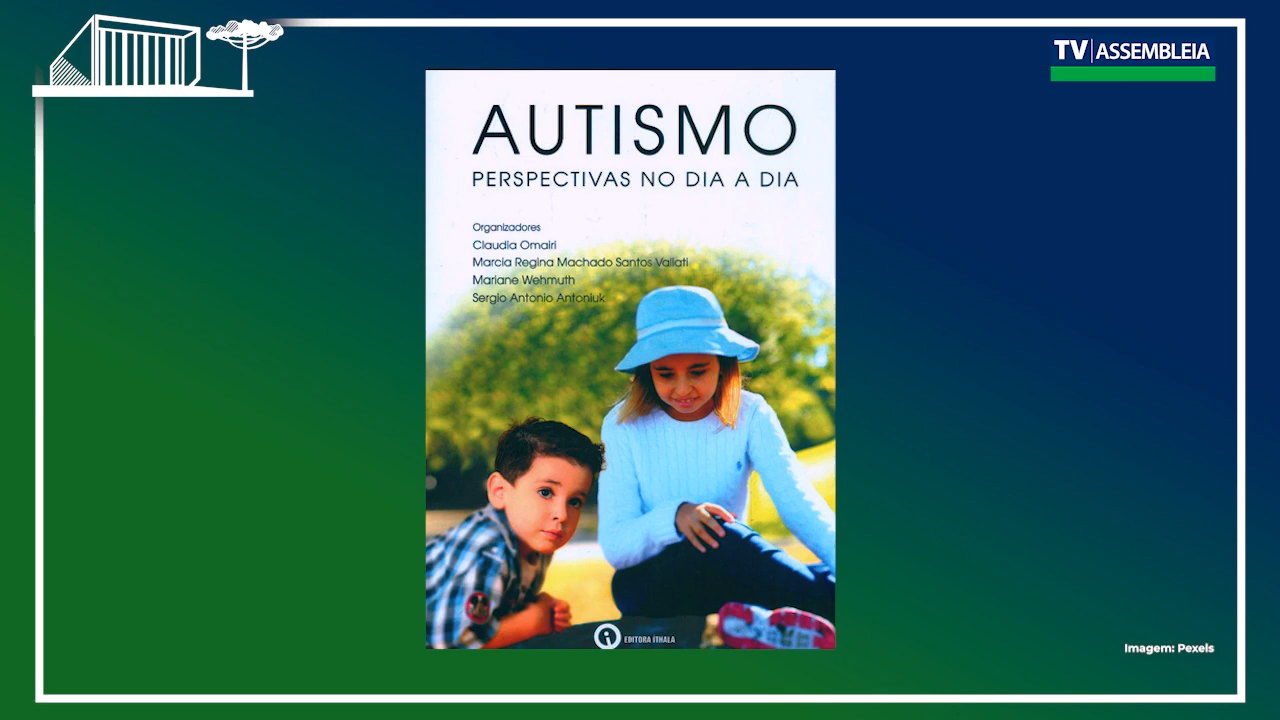 TV ASSEMBLEIA
AUTISMO
PERSPECTIVAS NO DIA A DIA
Organizadores
Claudia Omairi
Marcia Regina Machado Santos Valiati
Mariane Wehmuth
Sergio Antonio Antoniuk
EDITORA ÍTHALA
Imagem: Pexels